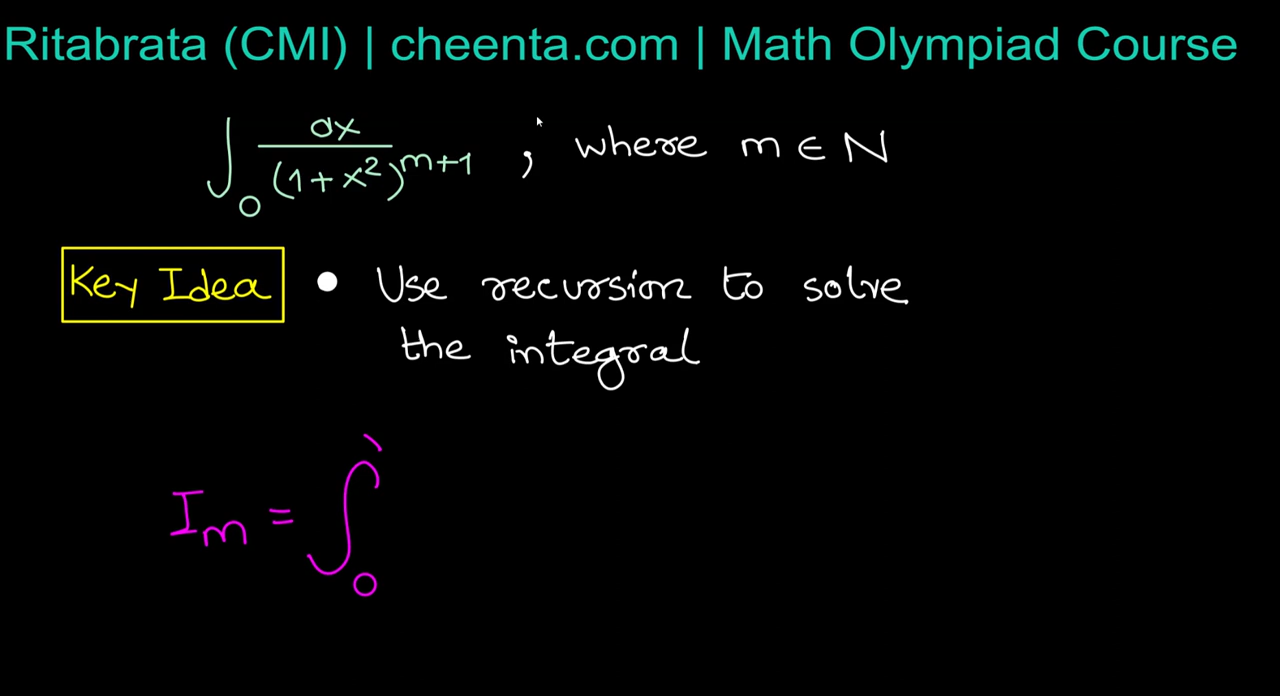 Ritabrata (CMI) | cheenta.com | Math Olympiad Course
∫₀ dx/(1+x²)^(m+1) ; where m ∈ N
Key Idea • Use recursion to solve
the integral
Iₘ = ∫₀